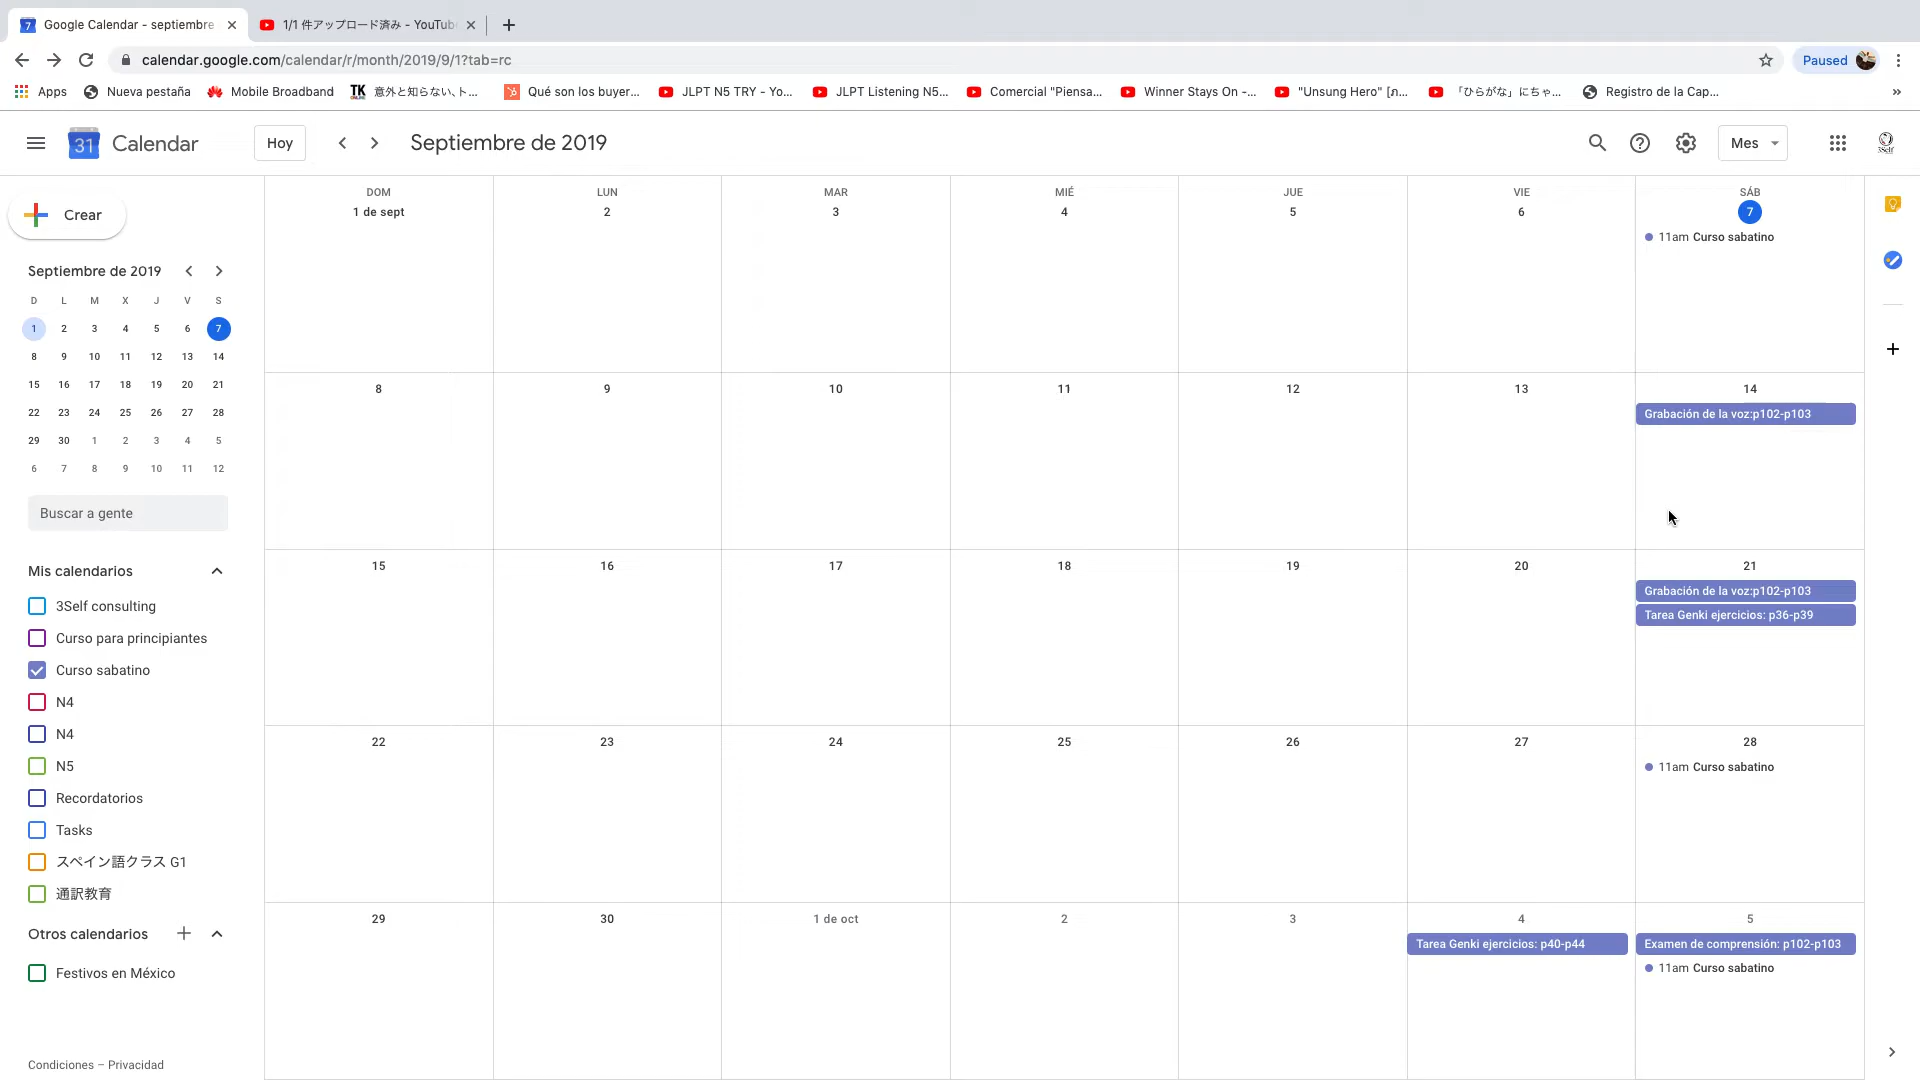 Google Calendar - septiembre
1/1 件アップロード済み - YouTub
calendar.google.com/calendar/r/month/2019/9/1?tab=rc
Paused
Apps
Nueva pestaña
Mobile Broadband
意外と知らない、ト...
Qué son los buyer...
JLPT N5 TRY - Yo...
JLPT Listening N5...
Comercial "Piensa...
Winner Stays On -...
"Unsung Hero" [ภ...
「ひらがな」にちゃ...
Registro de la Cap...
31
Calendar
Hoy
Septiembre de 2019
Mes
Crear
Septiembre de 2019
D L M X J V S
1 2 3 4 5 6 7
8 9 10 11 12 13 14
15 16 17 18 19 20 21
22 23 24 25 26 27 28
29 30 1 2 3 4 5
6 7 8 9 10 11 12
Buscar a gente
Mis calendarios
3Self consulting
Curso para principiantes
Curso sabatino
N4
N4
N5
Recordatorios
Tasks
スペイン語クラス G1
通訳教育
Otros calendarios
Festivos en México
Condiciones – Privacidad
DOM LUN MAR MIÉ JUE VIE SÁB
1 de sept 2 3 4 5 6 7
11am Curso sabatino
8 9 10 11 12 13 14
Grabación de la voz:p102-p103
15 16 17 18 19 20 21
Grabación de la voz:p102-p103
Tarea Genki ejercicios: p36-p39
22 23 24 25 26 27 28
11am Curso sabatino
29 30 1 de oct 2 3 4 5
Tarea Genki ejercicios: p40-p44
Examen de comprensión: p102-p103
11am Curso sabatino